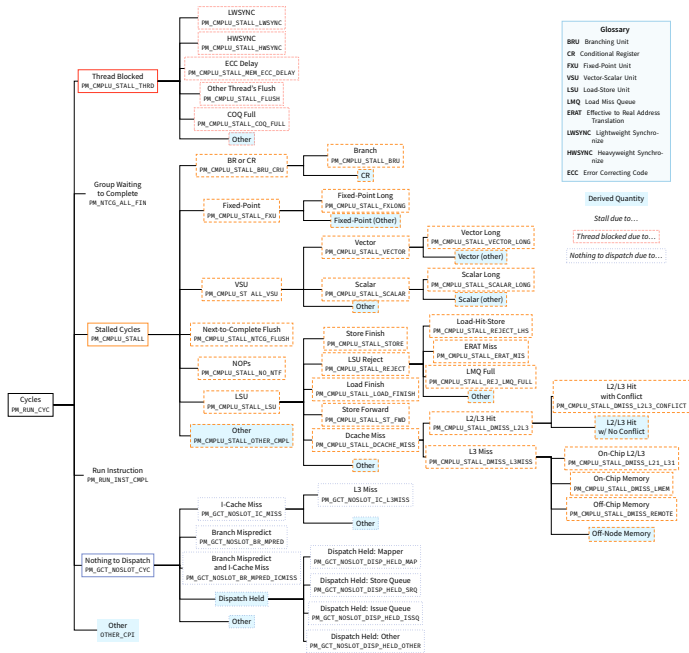 LWSYNC
PM_CMPLU_STALL_LWSYNC
HWSYNC
PM_CMPLU_STALL_HWSYNC
ECC Delay
PM_CMPLU_STALL_MEM_ECC_DELAY
Thread Blocked
PM_CMPLU_STALL_THRD
Other Thread's Flush
PM_CMPLU_STALL_FLUSH
COQ Full
PM_CMPLU_STALL_COQ_FULL
Other
Glossary
BRU Branching Unit
CR Conditional Register
FXU Fixed-Point Unit
VSU Vector-Scalar Unit
LSU Load-Store Unit
LMQ Load Miss Queue
ERAT Effective to Real Address
Translation
LWSYNC Lightweight Synchro-
nize
HWSYNC Heavyweight Synchro-
nize
ECC Error Correcting Code
Derived Quantity
Stall due to...
Thread blocked due to...
Nothing to dispatch due to...
BR or CR
PM_CMPLU_STALL_BRU_CRU
Branch
PM_CMPLU_STALL_BRU
CR
Group Waiting
to Complete
PM_NTCG_ALL_FIN
Fixed-Point
PM_CMPLU_STALL_FXU
Fixed-Point Long
PM_CMPLU_STALL_FXLONG
Fixed-Point (Other)
Vector
PM_CMPLU_STALL_VECTOR
Vector Long
PM_CMPLU_STALL_VECTOR_LONG
Vector (other)
VSU
PM_CMPLU_ST ALL_VSU
Scalar
PM_CMPLU_STALL_SCALAR
Other
Scalar Long
PM_CMPLU_STALL_SCALAR_LONG
Scalar (other)
Stalled Cycles
PM_CMPLU_STALL
Next-to-Complete Flush
PM_CMPLU_STALL_NTCG_FLUSH
NOPs
PM_CMPLU_STALL_NO_NTF
LSU
PM_CMPLU_STALL_LSU
Other
PM_CMPLU_STALL_OTHER_CMPL
Store Finish
PM_CMPLU_STALL_STORE
LSU Reject
PM_CMPLU_STALL_REJECT
Load Finish
PM_CMPLU_STALL_LOAD_FINISH
Store Forward
PM_CMPLU_STALL_ST_FWD
Dcache Miss
PM_CMPLU_STALL_DCACHE_MISS
Other
Load-Hit-Store
PM_CMPLU_STALL_REJECT_LHS
ERAT Miss
PM_CMPLU_STALL_ERAT_MIS
LMQ Full
PM_CMPLU_STALL_REJ_LMQ_FULL
Other
L2/L3 Hit
PM_CMPLU_STALL_DMISS_L2L3
L3 Miss
PM_CMPLU_STALL_DMISS_L3MISS
L2/L3 Hit
with Conflict
PM_CMPLU_STALL_DMISS_L2L3_CONFLICT
L2/L3 Hit
w/ No Conflict
On-Chip L2/L3
PM_CMPLU_STALL_DMISS_L21_L31
On-Chip Memory
PM_CMPLU_STALL_DMISS_LMEM
Off-Chip Memory
PM_CMPLU_STALL_DMISS_REMOTE
Off-Node Memory
Cycles
PM_RUN_CYC
Run Instruction
PM_RUN_INST_CMPL
I-Cache Miss
PM_GCT_NOSLOT_IC_MISS
L3 Miss
PM_GCT_NOSLOT_IC_L3MISS
Other
Branch Mispredict
PM_GCT_NOSLOT_BR_MPRED
Nothing to Dispatch
PM_GCT_NOSLOT_CYC
Branch Mispredict
and I-Cache Miss
PM_GCT_NOSLOT_BR_MPRED_ICMISS
Dispatch Held
Other
Dispatch Held: Mapper
PM_GCT_NOSLOT_DISP_HELD_MAP
Dispatch Held: Store Queue
PM_GCT_NOSLOT_DISP_HELD_SRQ
Dispatch Held: Issue Queue
PM_GCT_NOSLOT_DISP_HELD_ISSQ
Dispatch Held: Other
PM_GCT_NOSLOT_DISP_HELD_OTHER
Other
OTHER_CPI